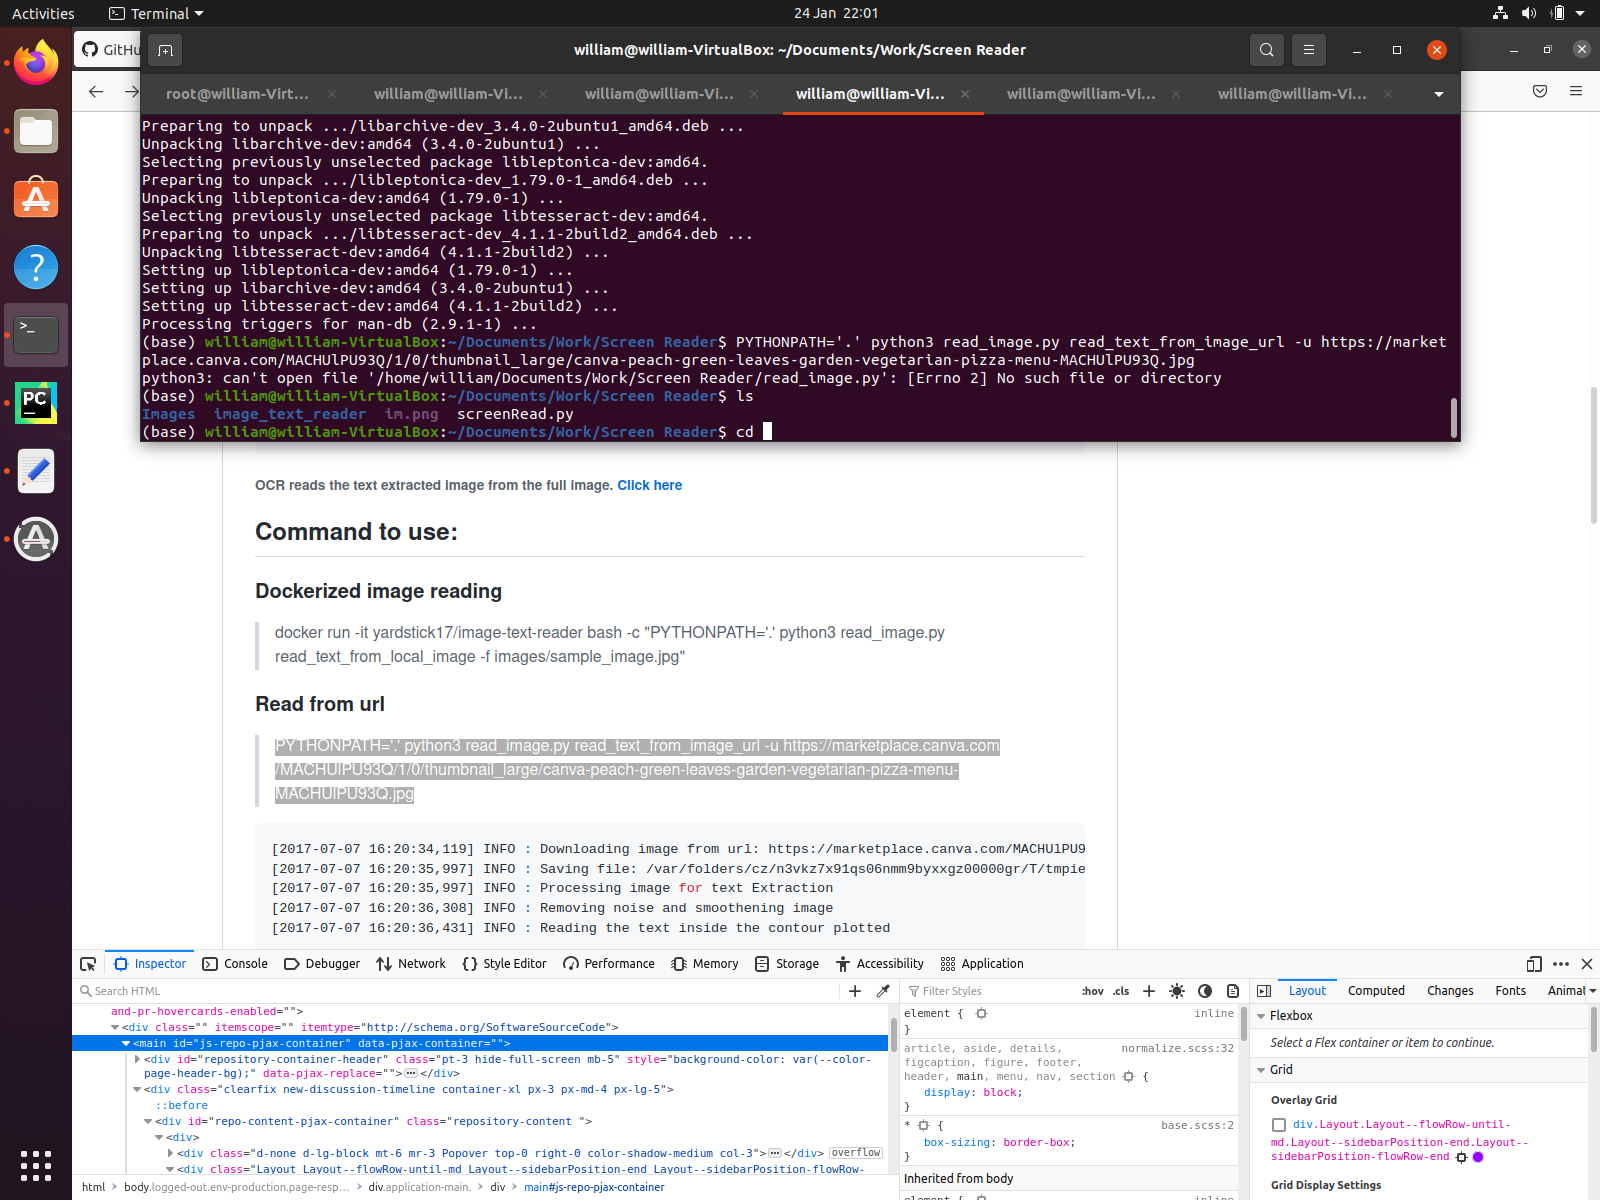 Activities
Terminal
24 Jan 22:01
GitHu
william@william-VirtualBox: ~/Documents/Work/Screen Reader
root@william-Virt...
william@william-Vi...
william@william-Vi...
william@william-Vi...
william@william-Vi...
william@william-Vi...
Preparing to unpack .../libarchive-dev_3.4.0-2ubuntu1_amd64.deb ...
Unpacking libarchive-dev:amd64 (3.4.0-2ubuntu1) ...
Selecting previously unselected package libleptonica-dev:amd64.
Preparing to unpack .../libleptonica-dev_1.79.0-1_amd64.deb ...
Unpacking libleptonica-dev:amd64 (1.79.0-1) ...
Selecting previously unselected package libtesseract-dev:amd64.
Preparing to unpack .../libtesseract-dev_4.1.1-2build2_amd64.deb ...
Unpacking libtesseract-dev:amd64 (4.1.1-2build2) ...
Setting up libleptonica-dev:amd64 (1.79.0-1) ...
Setting up libarchive-dev:amd64 (3.4.0-2ubuntu1) ...
Setting up libtesseract-dev:amd64 (4.1.1-2build2) ...
Processing triggers for man-db (2.9.1-1) ...
(base) william@william-VirtualBox:~/Documents/Work/Screen Reader$ PYTHONPATH='.' python3 read_image.py read_text_from_image_url -u https://market
place.canva.com/MACHUlPU93Q/1/0/thumbnail_large/canva-peach-green-leaves-garden-vegetarian-pizza-menu-MACHUlPU93Q.jpg
python3: can't open file '/home/william/Documents/Work/Screen Reader/read_image.py': [Errno 2] No such file or directory
(base) william@william-VirtualBox:~/Documents/Work/Screen Reader$ ls
Images image_text_reader im.png screenRead.py
(base) william@william-VirtualBox:~/Documents/Work/Screen Reader$ cd
OCR reads the text extracted image from the full image. Click here
Command to use:
Dockerized image reading
docker run -it yardstick17/image-text-reader bash -c "PYTHONPATH='.' python3 read_image.py
read_text_from_local_image -f images/sample_image.jpg"
Read from url
PYTHONPATH='.' python3 read_image.py read_text_from_image_url -u https://marketplace.canva.com
/MACHUlPU93Q/1/0/thumbnail_large/canva-peach-green-leaves-garden-vegetarian-pizza-menu-
MACHUlPU93Q.jpg
[2017-07-07 16:20:34,119] INFO : Downloading image from url: https://marketplace.canva.com/MACHUlPU9
[2017-07-07 16:20:35,997] INFO : Saving file: /var/folders/cz/n3vkz7x91qs06nmm9byxxgz00000gr/T/tmpie
[2017-07-07 16:20:35,997] INFO : Processing image for text Extraction
[2017-07-07 16:20:36,308] INFO : Removing noise and smoothening image
[2017-07-07 16:20:36,431] INFO : Reading the text inside the contour plotted
Inspector Console Debugger Network Style Editor Performance Memory Storage Accessibility Application
Search HTML
and-pr-hovercards-enabled="">
<div class="" itemscope="" itemtype="http://schema.org/SoftwareSourceCode">
<main id="js-repo-pjax-container" data-pjax-container="">
<div id="repository-container-header" class="pt-3 hide-full-screen mb-5" style="background-color: var(--color-
page-header-bg);" data-pjax-replace="">···</div>
<div class="clearfix new-discussion-timeline container-xl px-3 px-md-4 px-lg-5">
::before
<div id="repo-content-pjax-container" class="repository-content ">
<div>
<div class="d-none d-lg-block mt-6 mr-3 Popover top-0 right-0 color-shadow-medium col-3">···</div> overflow
<div class="Layout Layout--flowRow-until-md Layout--sidebarPosition-end Layout--sidebarPosition-flowRow-
html > body.logged-out.env-production.page-resp... > div.application-main. > div > main#js-repo-pjax-container
Filter Styles
:hov .cls
element { inline
}
article, aside, details, normalize.scss:32
figcaption, figure, footer,
header, main, menu, nav, section {
display: block;
}
* { base.scss:2
box-sizing: border-box;
}
Inherited from body
element { inline
Layout Computed Changes Fonts Animat
Flexbox
Select a Flex container or item to continue.
Grid
Overlay Grid
div.Layout.Layout--flowRow-until-
md.Layout--sidebarPosition-end.Layout--
sidebarPosition-flowRow-end
Grid Display Settings